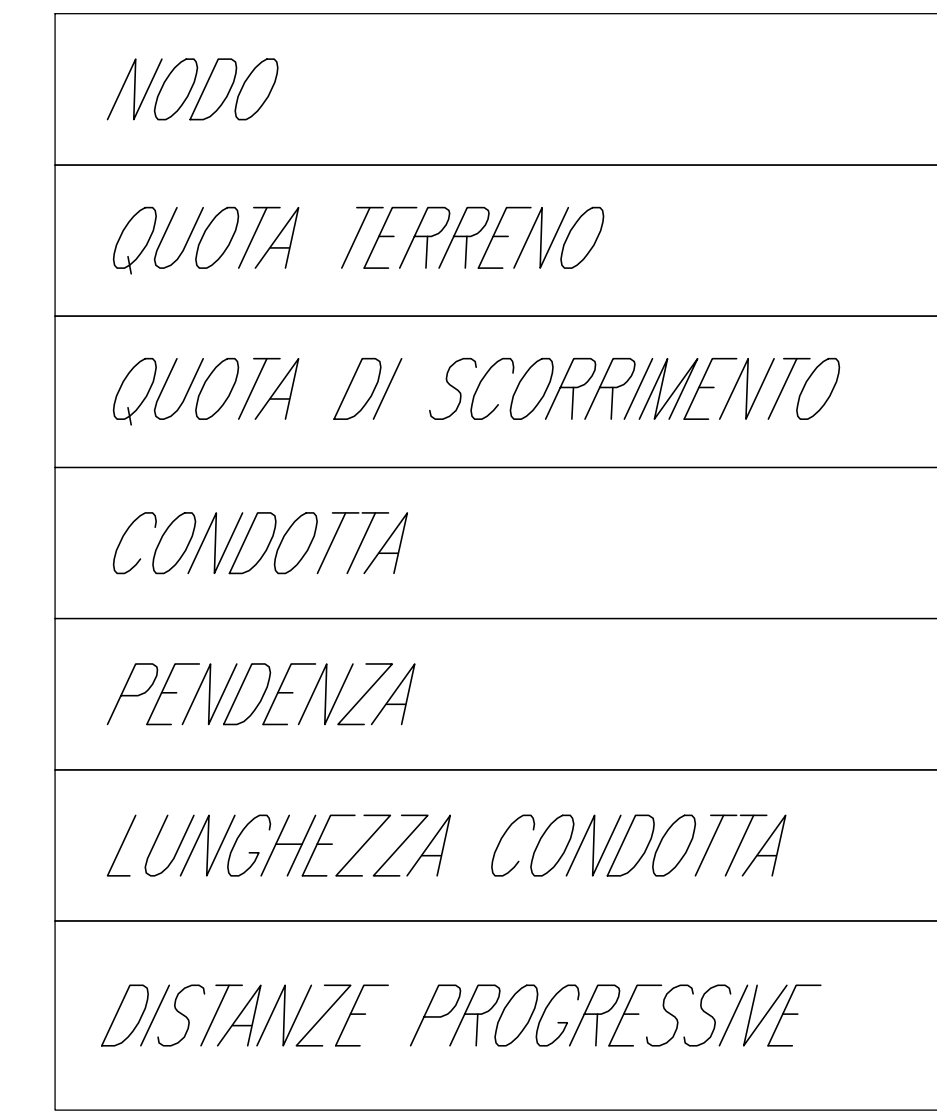 NODO
QUOTA TERRENO
QUOTA DI SCORRIMENTO
CONDOTTA
PENDENZA
LUNGHEZZA CONDOTTA
DISTANZE PROGRESSIVE